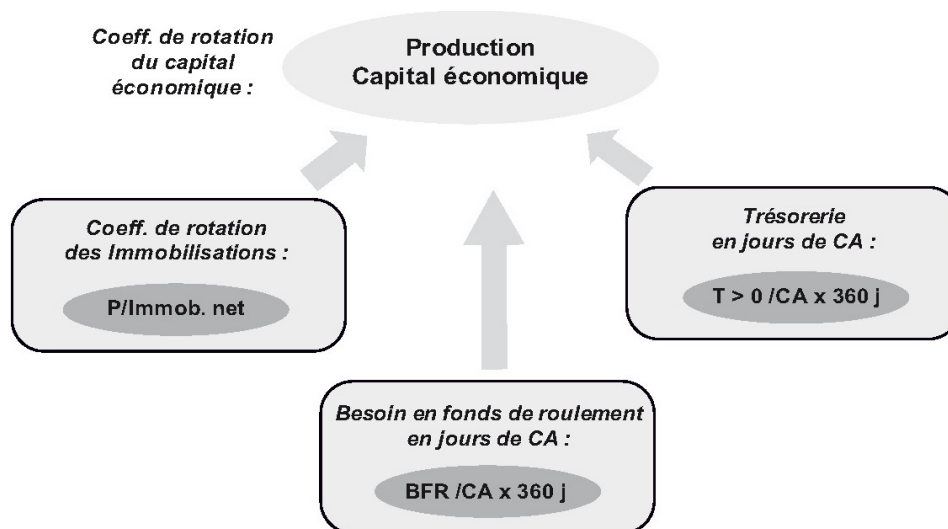 Coeff. de rotation
du capital
économique :
Production
Capital économique
Coeff. de rotation
des Immobilisations :
P/Immob. net
Trésorerie
en jours de CA :
T > 0 /CA x 360 j
Besoin en fonds de roulement
en jours de CA :
BFR /CA x 360 j